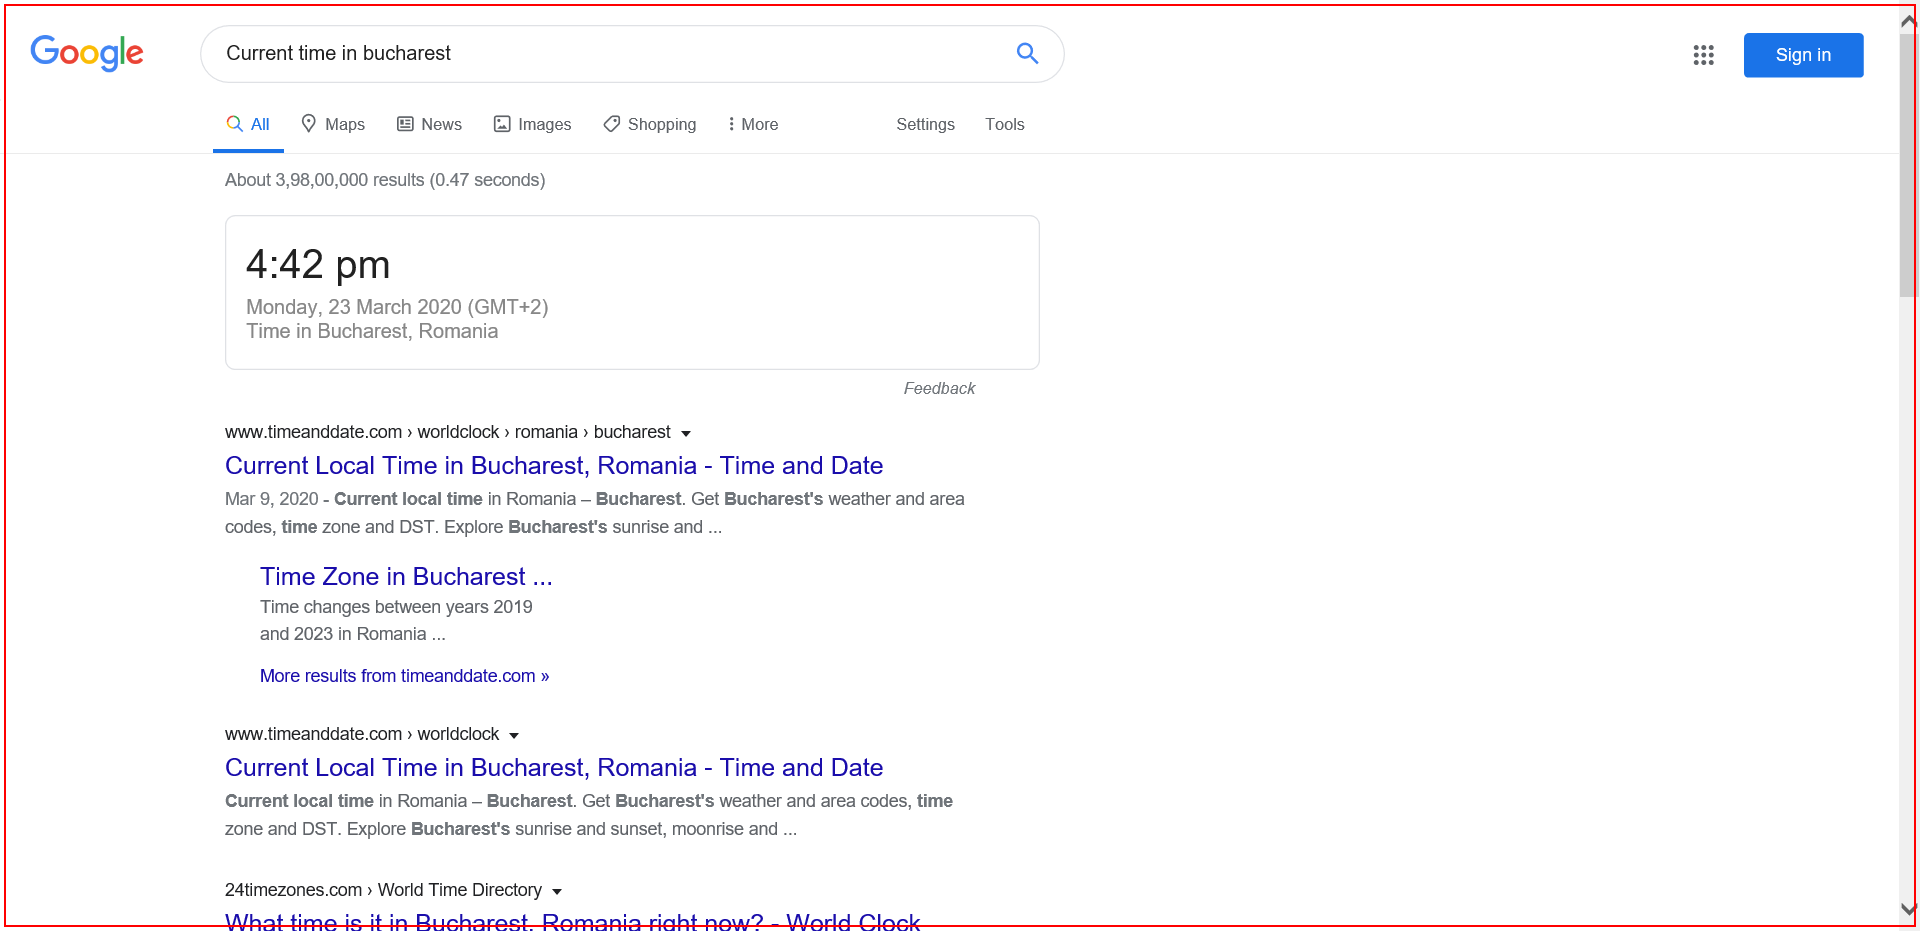 Google
Current time in bucharest
Sign in
All
Maps
News
Images
Shopping
More
Settings
Tools
About 3,98,00,000 results (0.47 seconds)
4:42 pm
Monday, 23 March 2020 (GMT+2)
Time in Bucharest, Romania
Feedback
www.timeanddate.com › worldclock › romania › bucharest
Current Local Time in Bucharest, Romania - Time and Date
Mar 9, 2020 - Current local time in Romania – Bucharest. Get Bucharest's weather and area
codes, time zone and DST. Explore Bucharest's sunrise and ...
Time Zone in Bucharest ...
Time changes between years 2019
and 2023 in Romania ...
More results from timeanddate.com »
www.timeanddate.com › worldclock
Current Local Time in Bucharest, Romania - Time and Date
Current local time in Romania – Bucharest. Get Bucharest's weather and area codes, time
zone and DST. Explore Bucharest's sunrise and sunset, moonrise and ...
24timezones.com › World Time Directory
What time is it in Bucharest, Romania right now? - World Clock